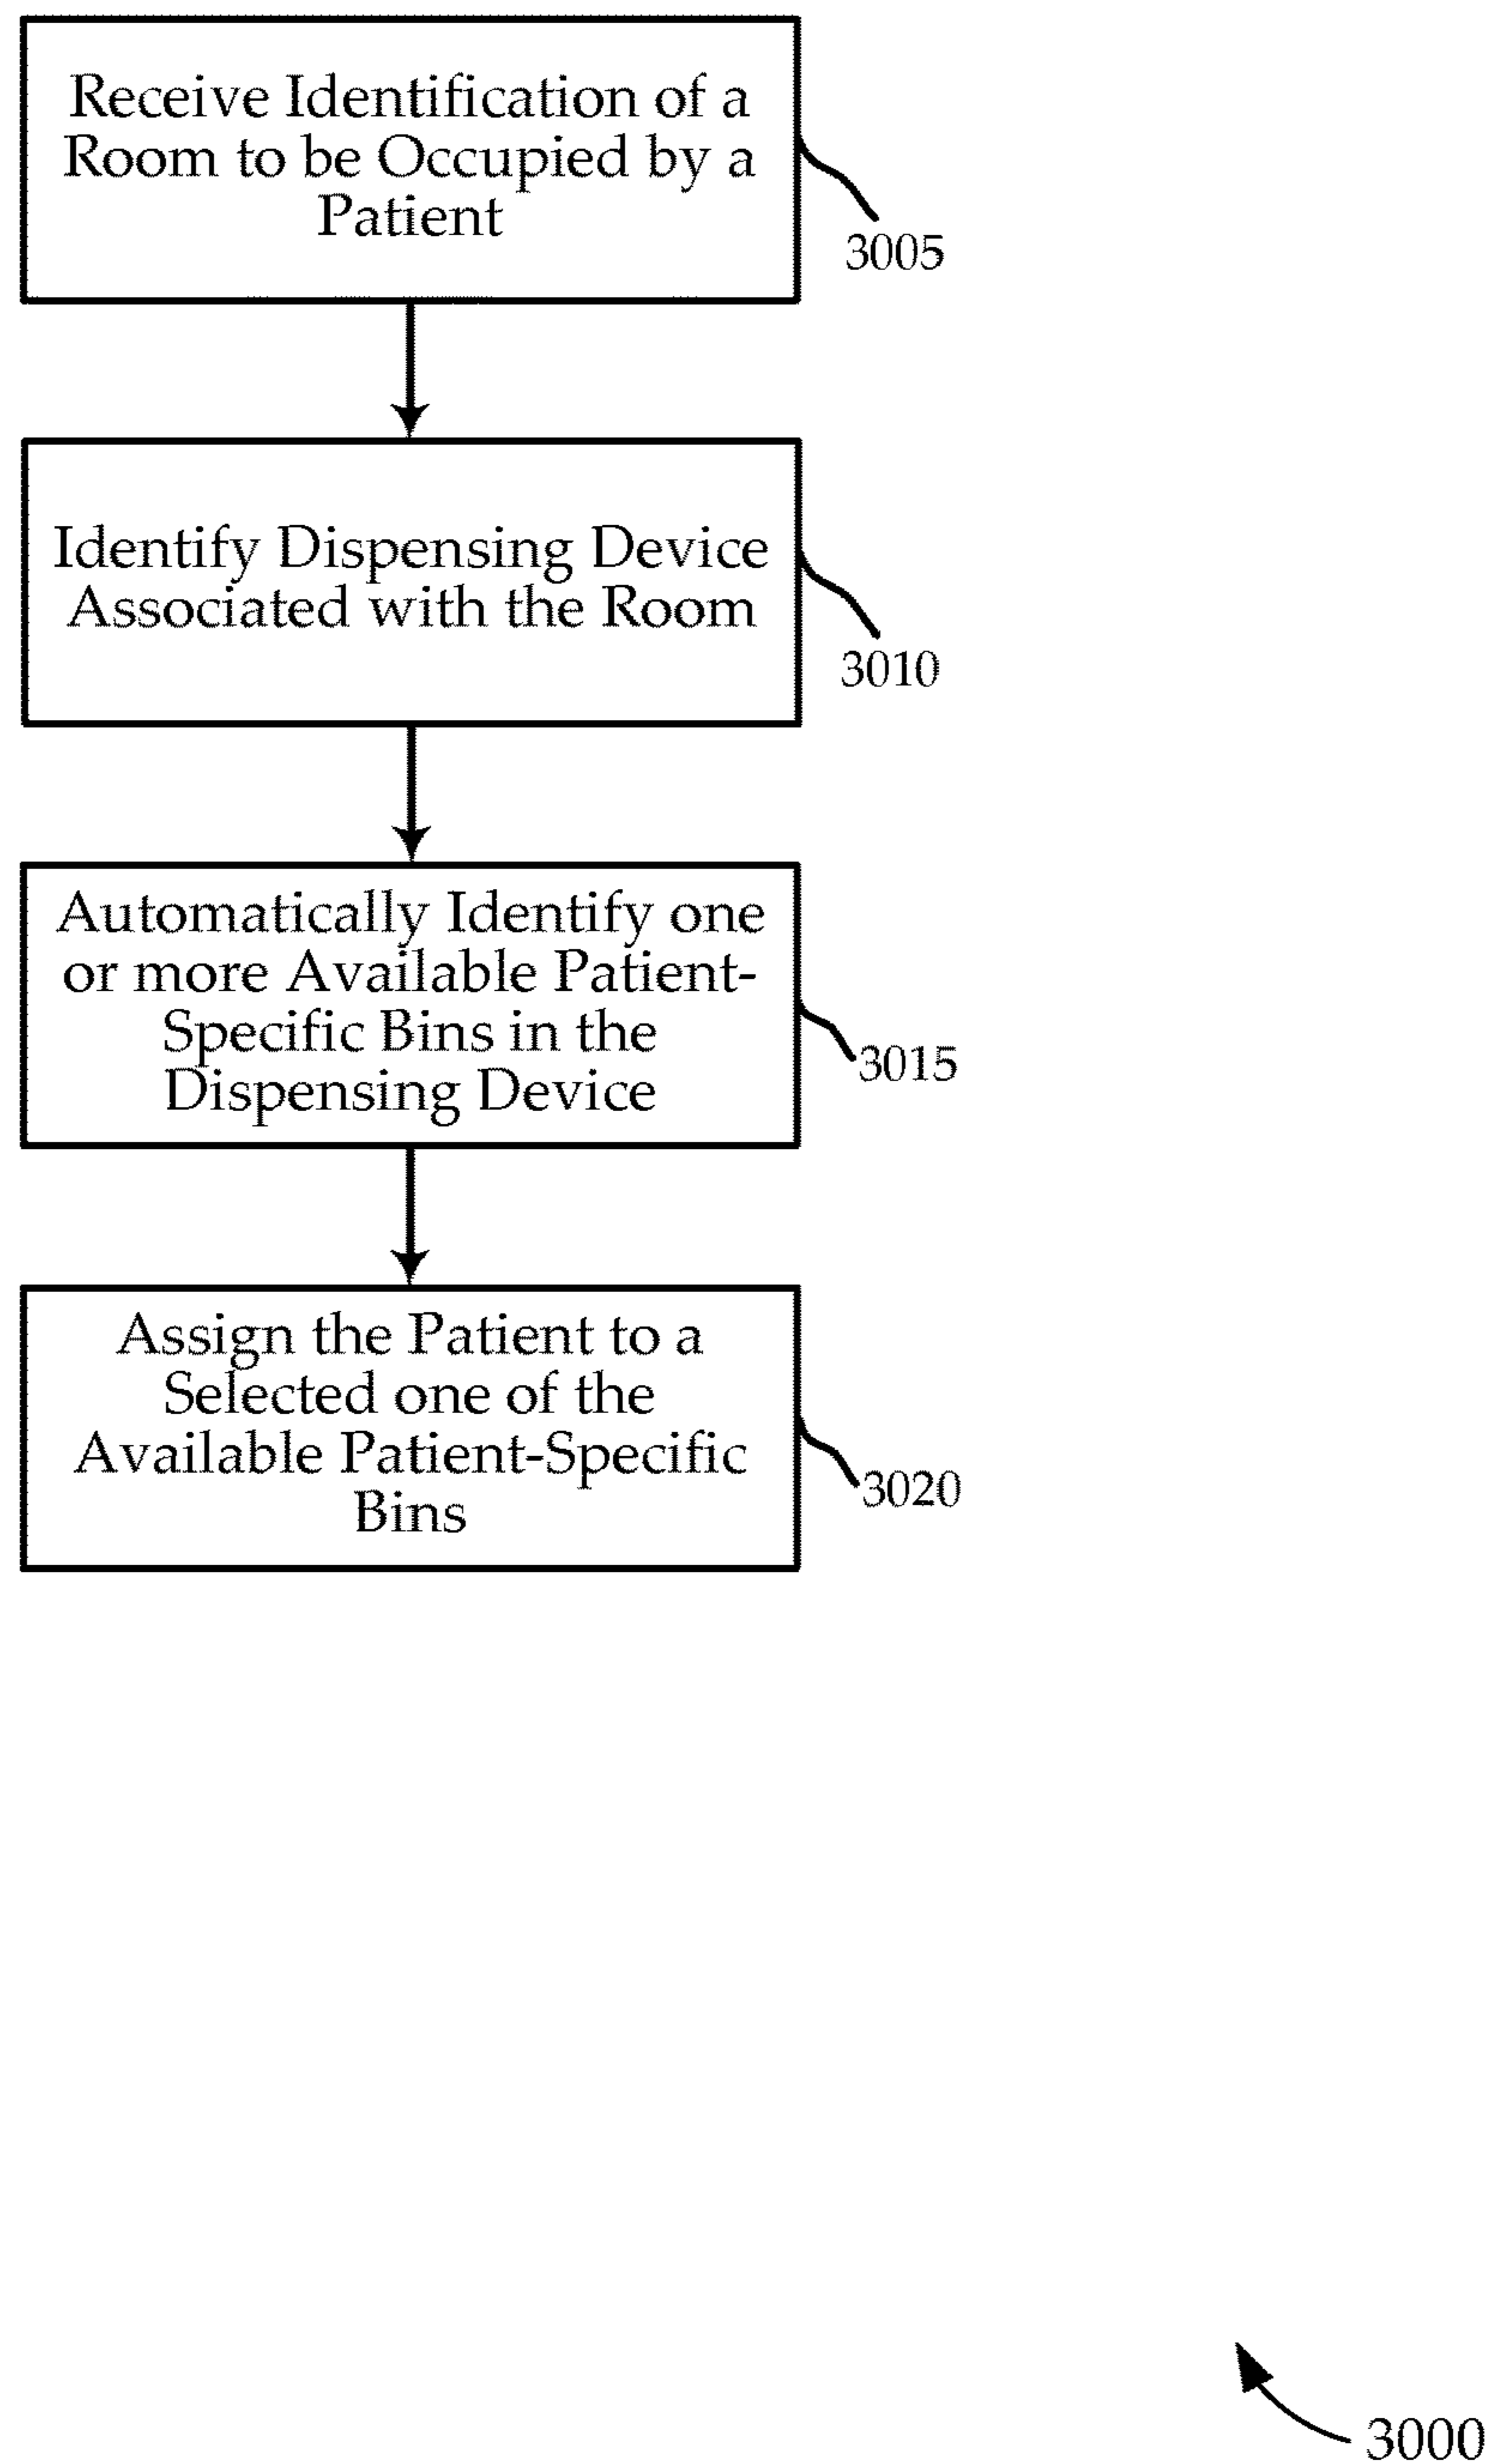 Receive Identification of a
Room to be Occupied by a
Patient
3005
Identify Dispensing Device
Associated with the Room
3010
Automatically Identify one
or more Available Patient-
Specific Bins in the
Dispensing Device
3015
Assign the Patient to a
Selected one of the
Available Patient-Specific
Bins
3020
3000